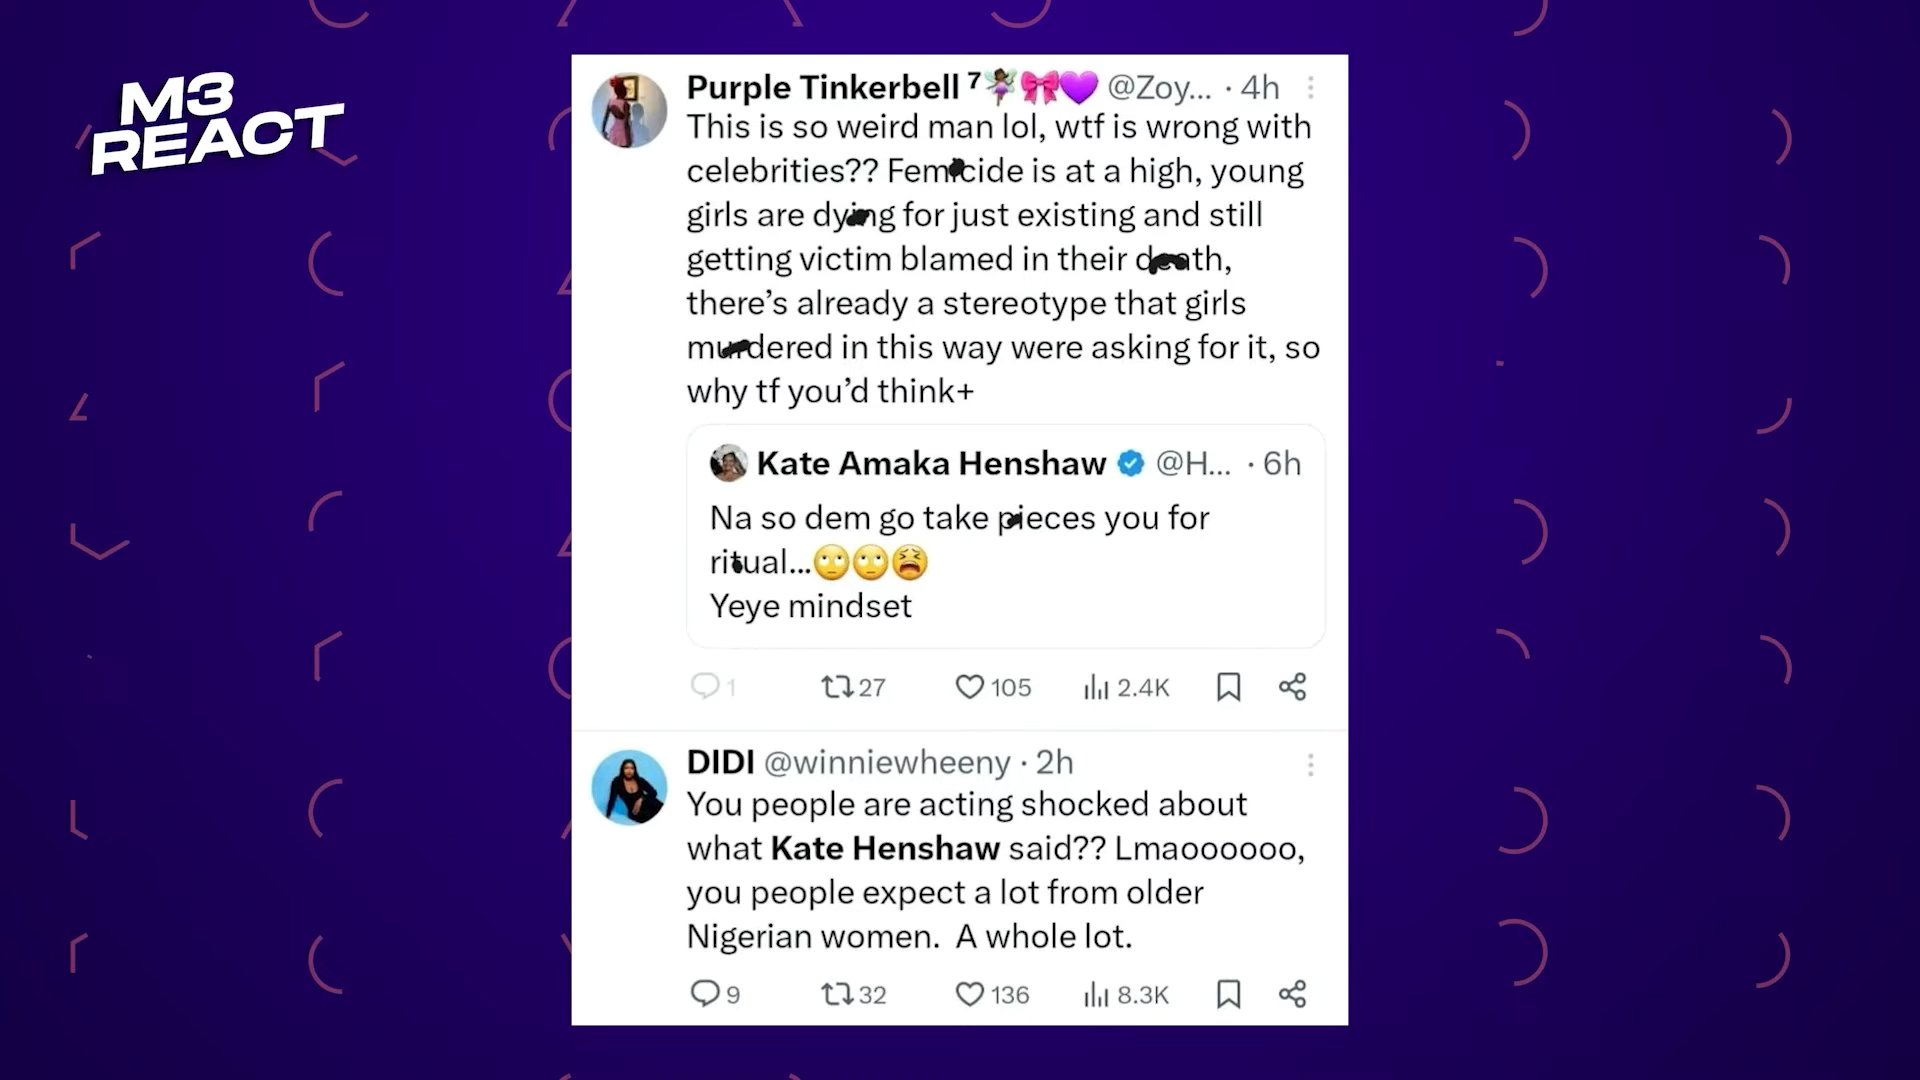 M3
REACT
Purple Tinkerbell ⁷🧚🏾‍♀️🎀💜 @Zoy... · 4h
This is so weird man lol, wtf is wrong with
celebrities?? Femicide is at a high, young
girls are dying for just existing and still
getting victim blamed in their death,
there's already a stereotype that girls
murdered in this way were asking for it, so
why tf you'd think+
Kate Amaka Henshaw @H... · 6h
Na so dem go take pieces you for
ritual...🙄🙄😫
Yeye mindset
1 27 105 2.4K
DIDI @winniewheeny · 2h
You people are acting shocked about
what Kate Henshaw said?? Lmaoooooo,
you people expect a lot from older
Nigerian women. A whole lot.
9 32 136 8.3K